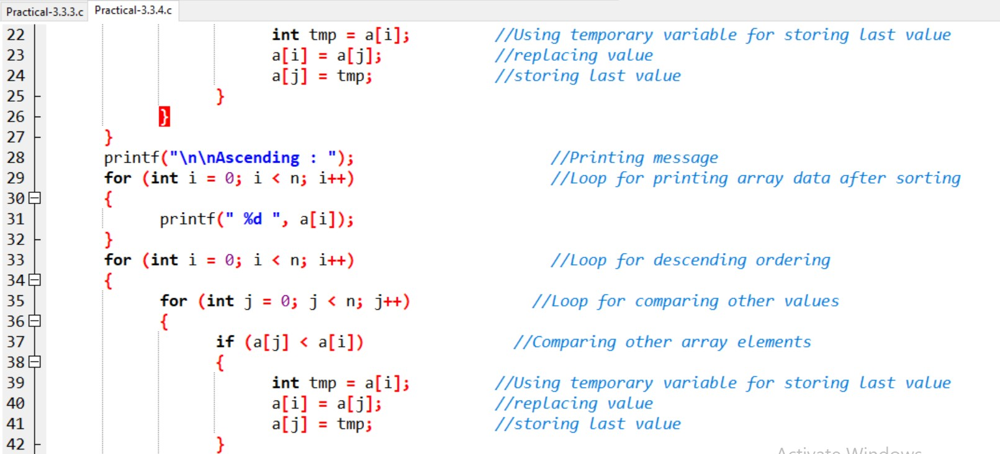 Practical-3.3.3.c Practical-3.3.4.c
22 int tmp = a[i]; //Using temporary variable for storing last value
23 a[i] = a[j]; //replacing value
24 a[j] = tmp; //storing last value
25 }
26 }
27 }
28 printf("\n\nAscending : "); //Printing message
29 for (int i = 0; i < n; i++) //Loop for printing array data after sorting
30 {
31 printf(" %d ", a[i]);
32 }
33 for (int i = 0; i < n; i++) //Loop for descending ordering
34 {
35 for (int j = 0; j < n; j++) //Loop for comparing other values
36 {
37 if (a[j] < a[i]) //Comparing other array elements
38 {
39 int tmp = a[i]; //Using temporary variable for storing last value
40 a[i] = a[j]; //replacing value
41 a[j] = tmp; //storing last value
42 }
Activate Windows